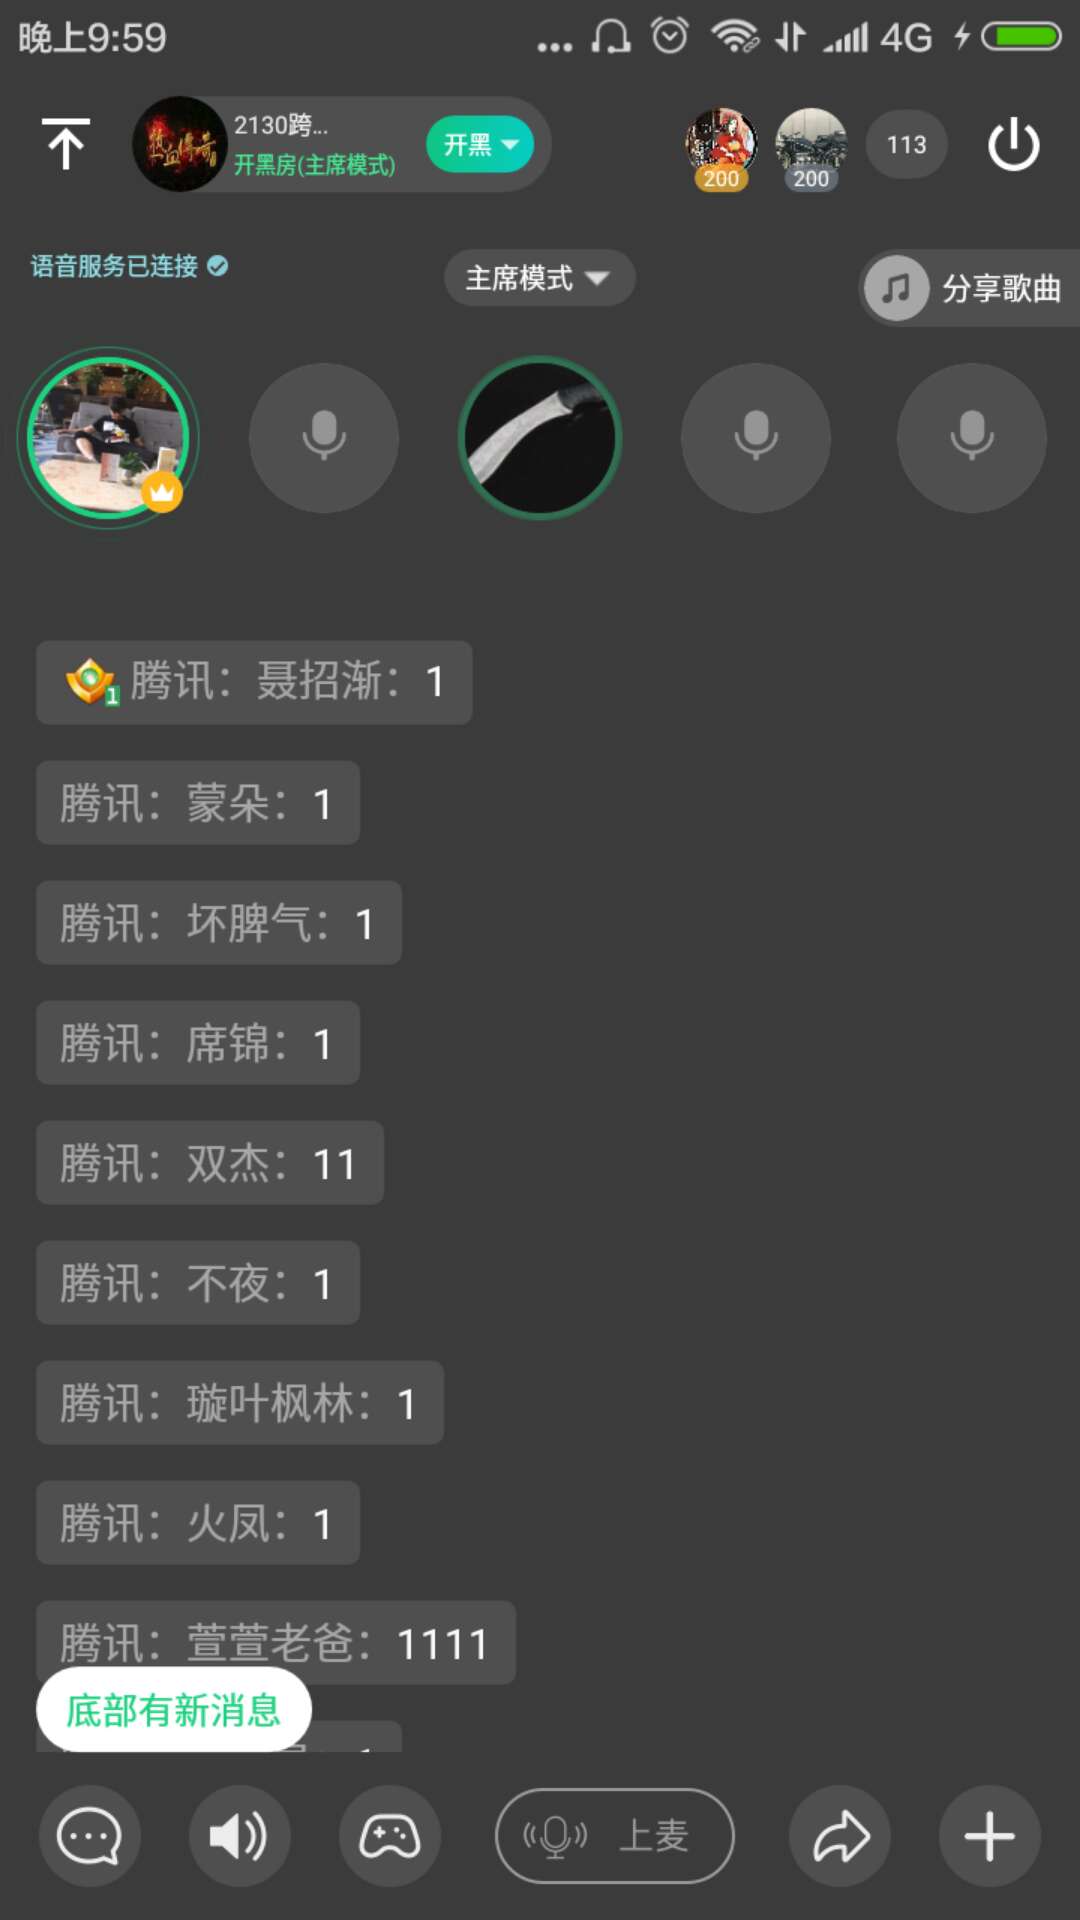 晚上9:59
4G
热血传奇
2130跨...
开黑房(主席模式)
开黑
200
200
113
语音服务已连接
主席模式
分享歌曲
1 腾讯：聂招渐：1
腾讯：蒙朵：1
腾讯：坏脾气：1
腾讯：席锦：1
腾讯：双杰：11
腾讯：不夜：1
腾讯：璇叶枫林：1
腾讯：火凤：1
腾讯：萱萱老爸：1111
底部有新消息
上麦